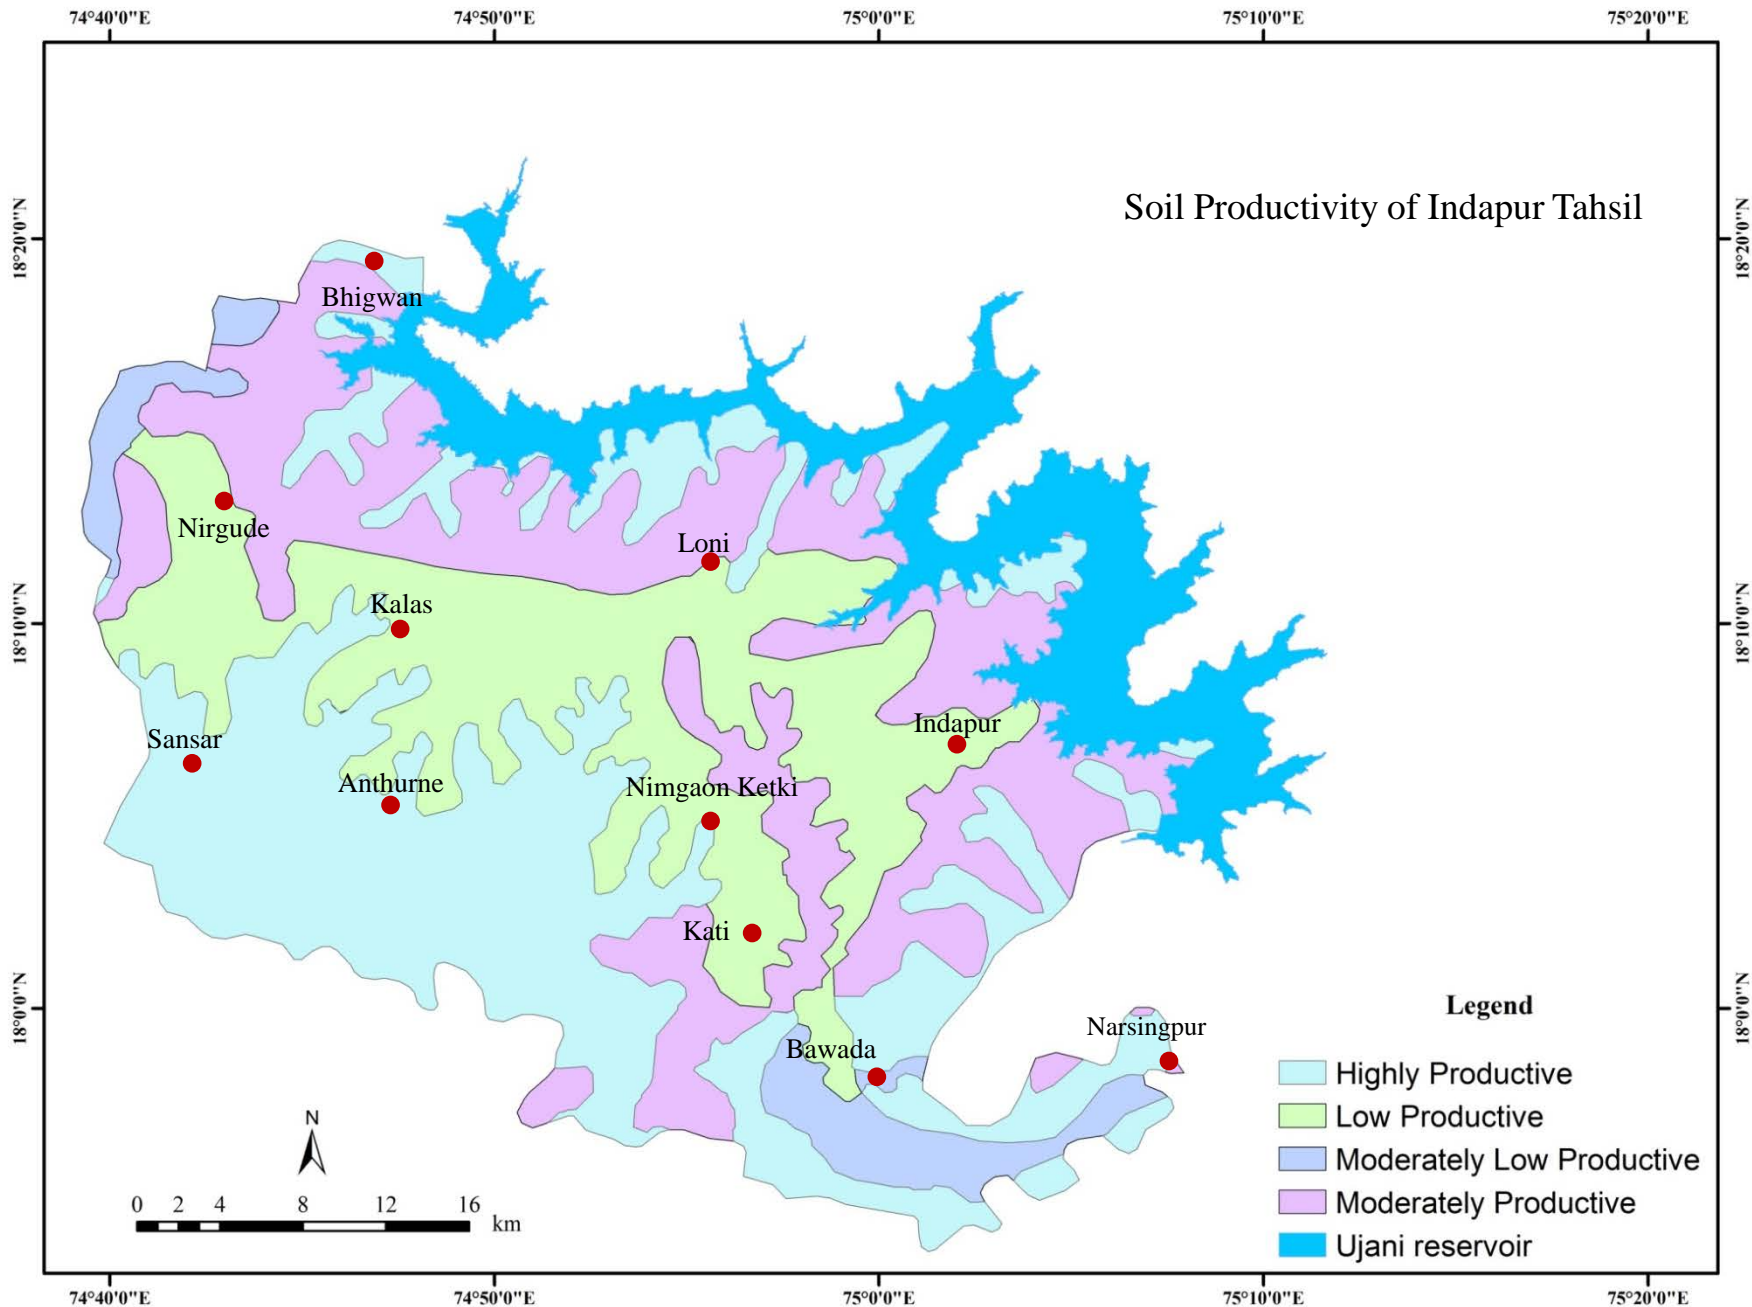 74°40'0"E 74°50'0"E 75°0'0"E 75°10'0"E 75°20'0"E
Soil Productivity of Indapur Tahsil
18°20'0"N 18°20'0"N
Bhigwan
Nirgude
Loni
Kalas
18°10'0"N 18°10'0"N
Indapur
Sansar
Anthurne
Nimgaon Ketki
Kati
18°0'0"N 18°0'0"N
Legend
Narsingpur
Bawada
Highly Productive
Low Productive
Moderately Low Productive
Moderately Productive
Ujani reservoir
N
0 2 4 8 12 16
km
74°40'0"E 74°50'0"E 75°0'0"E 75°10'0"E 75°20'0"E